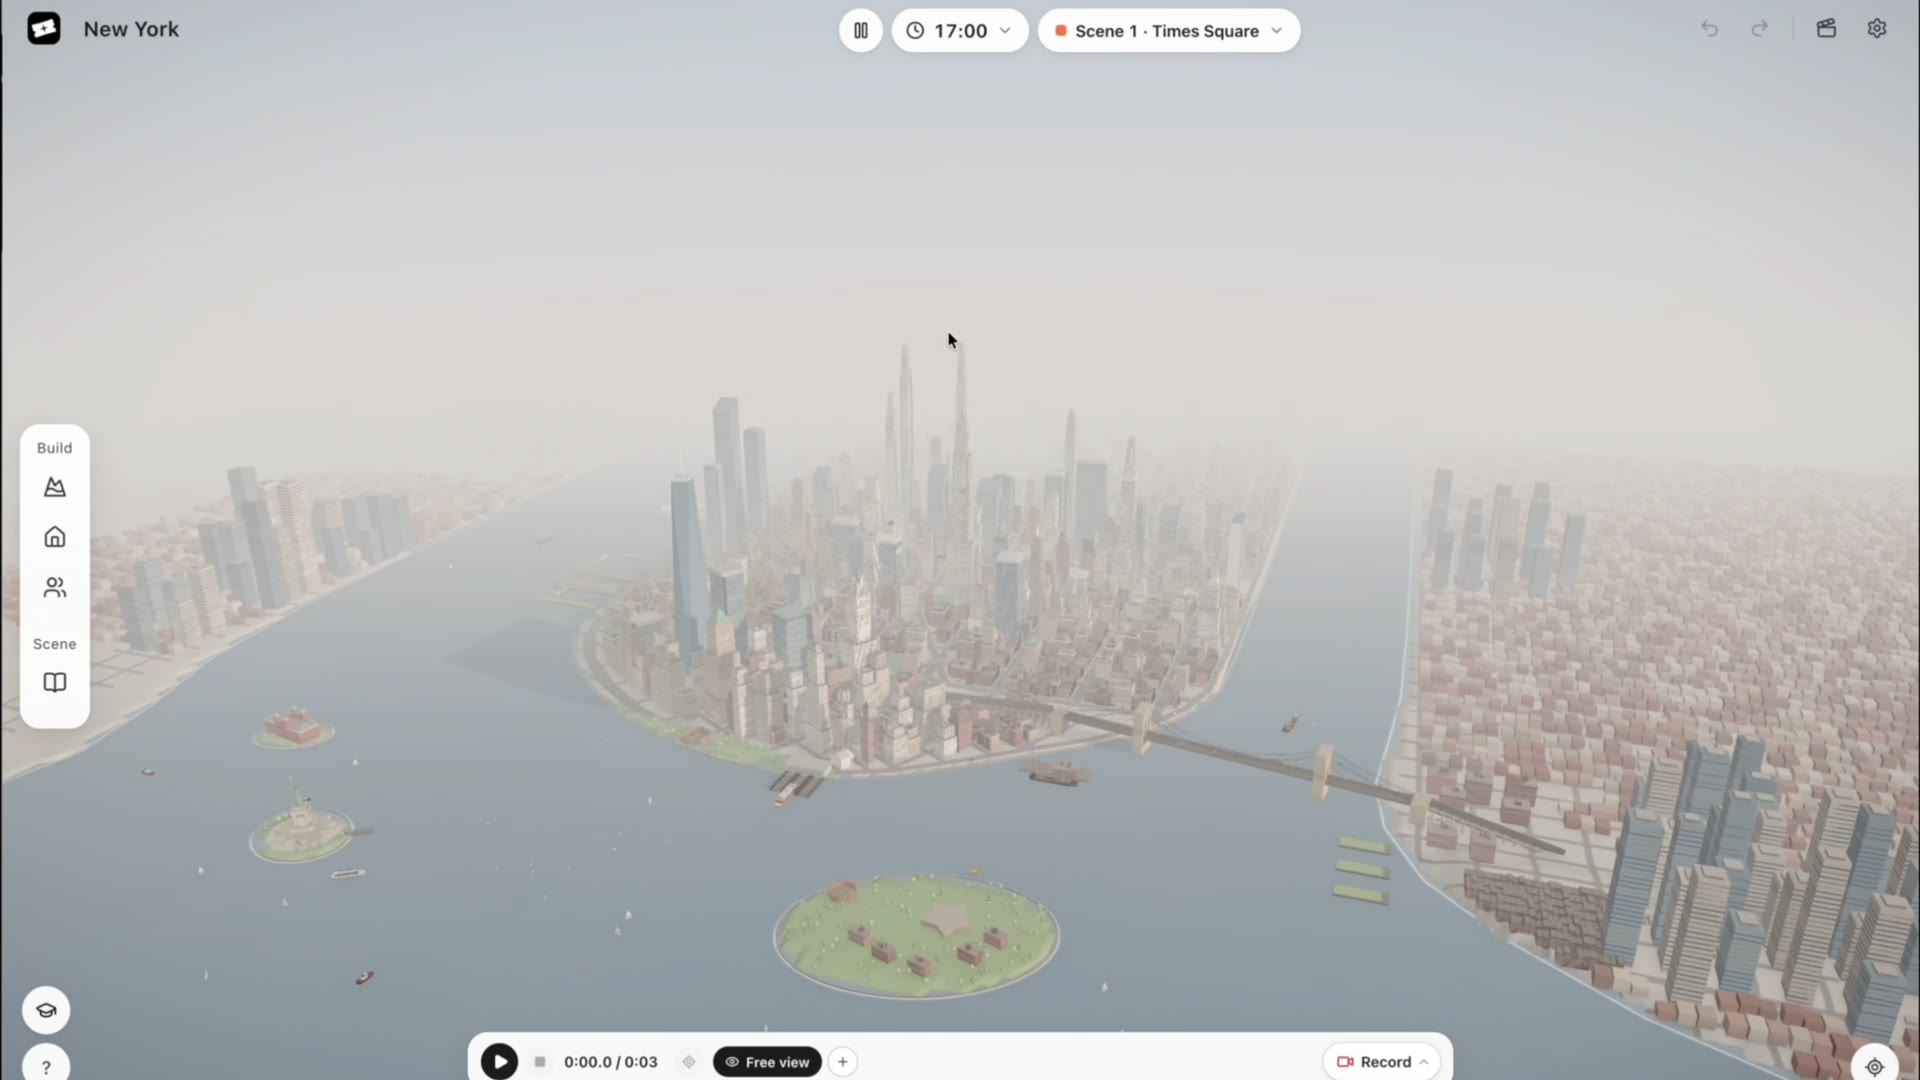 New York
17:00
Scene 1 · Times Square
Build
Scene
?
0:00.0 / 0:03
Free view
+
Record